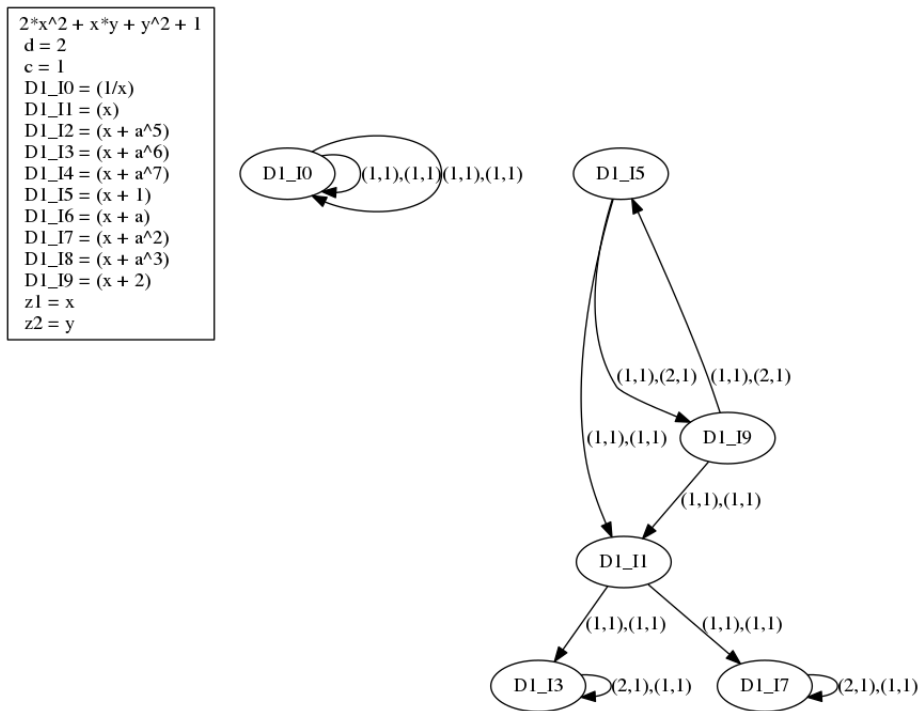 2*x^2 + x*y + y^2 + 1
d = 2
c = 1
D1_I0 = (1/x)
D1_I1 = (x)
D1_I2 = (x + a^5)
D1_I3 = (x + a^6)
D1_I4 = (x + a^7)
D1_I5 = (x + 1)
D1_I6 = (x + a)
D1_I7 = (x + a^2)
D1_I8 = (x + a^3)
D1_I9 = (x + 2)
z1 = x
z2 = y
D1_I0
(1,1),(1,1)
(1,1),(1,1)
D1_I5
(1,1),(2,1)
(1,1),(2,1)
(1,1),(1,1)
D1_I9
(1,1),(1,1)
D1_I1
(1,1),(1,1)
(1,1),(1,1)
D1_I3
(2,1),(1,1)
D1_I7
(2,1),(1,1)